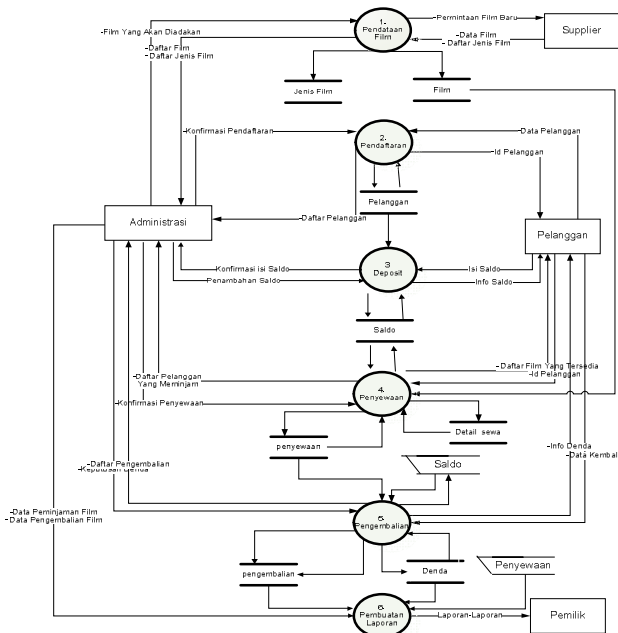 1.
Pendataan
Film
-Permintaan Film Baru
Supplier
-Film Yang Akan Diadakan
-Data Film
-Daftar Jenis Film
-Daftar Film
-Daftar Jenis Film
Jenis Film
Film
-Konfirmasi Pendaftaran
2.
Pendaftaran
Data Pelanggan
-Id Pelanggan
Pelanggan
Administrasi
-Daftar Pelanggan
Pelanggan
Konfirmasi isi Saldo
3
Deposit
Isi Saldo
Penambahan Saldo
Info Saldo
Saldo
-Daftar Pelanggan
Yang Meminjam
4.
Penyewaan
-Daftar Film Yang Tersedia
-Id Pelanggan
-Konfirmasi Penyewaan
penyewaan
Detail sewa
-Info Denda
-Data Kembali
-Daftar Pengembalian
-Keputusan Denda
Saldo
-Data Peminjaman Film
-Data Pengembalian Film
5.
Pengembalian
pengembalian
Denda
Penyewaan
6.
Pembuatan
Laporan
Laporan-Laporan
Pemilik